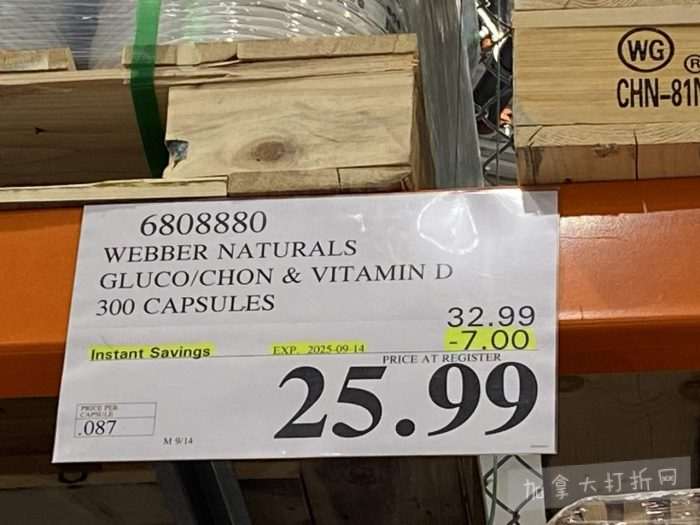 WG
R
CHN-81N
6808880
WEBBER NATURALS
GLUCO/CHON & VITAMIN D
300 CAPSULES
32.99
Instant Savings EXP. 2025-09-14 -7.00
PRICE AT REGISTER
25.99
PRICE PER
CAPSULE
.087
M 9/14
加拿大打折网